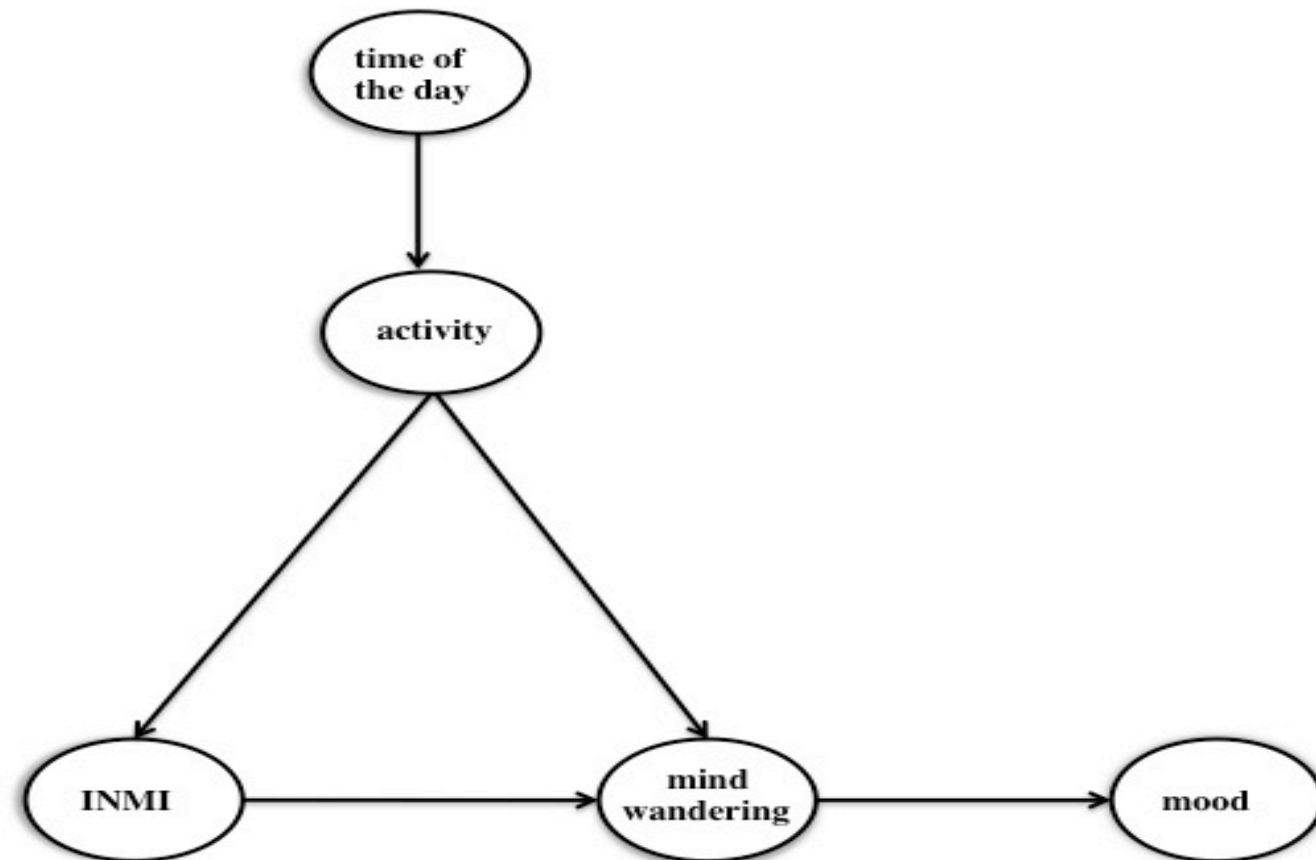 time of
the day
activity
INMI
mind
wandering
mood